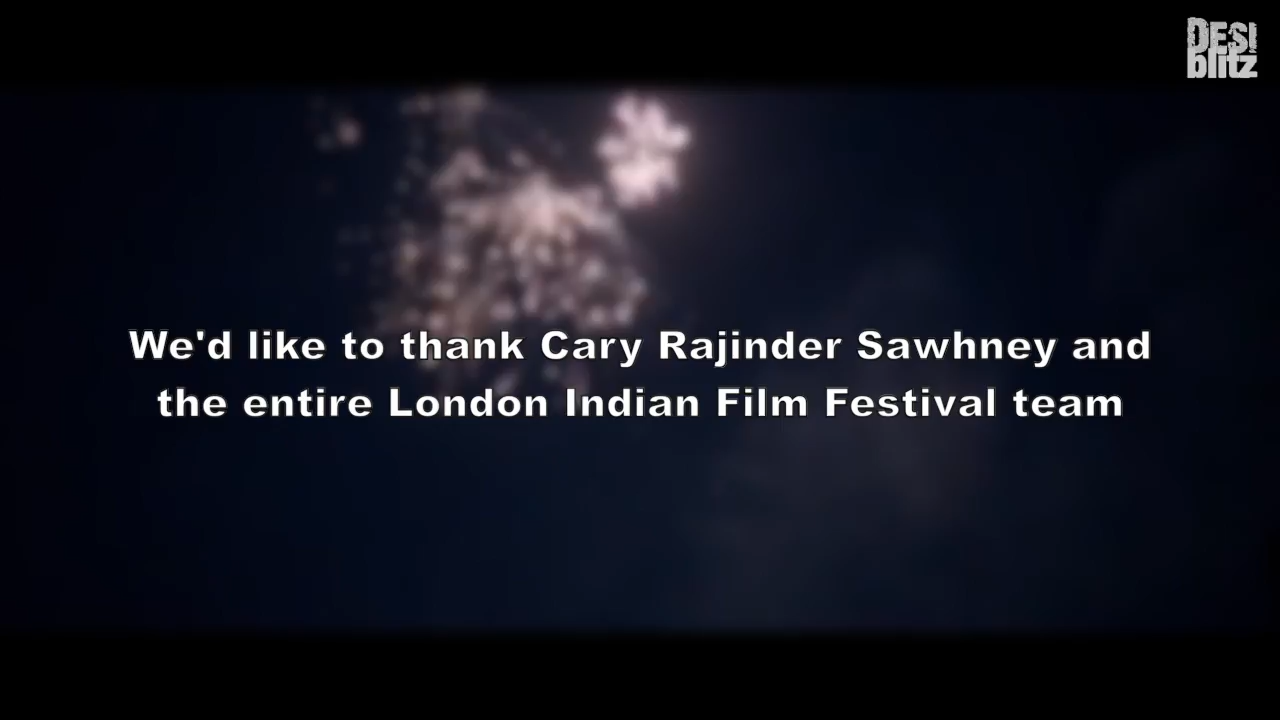 DESI
blitz
We'd like to thank Cary Rajinder Sawhney and
the entire London Indian Film Festival team